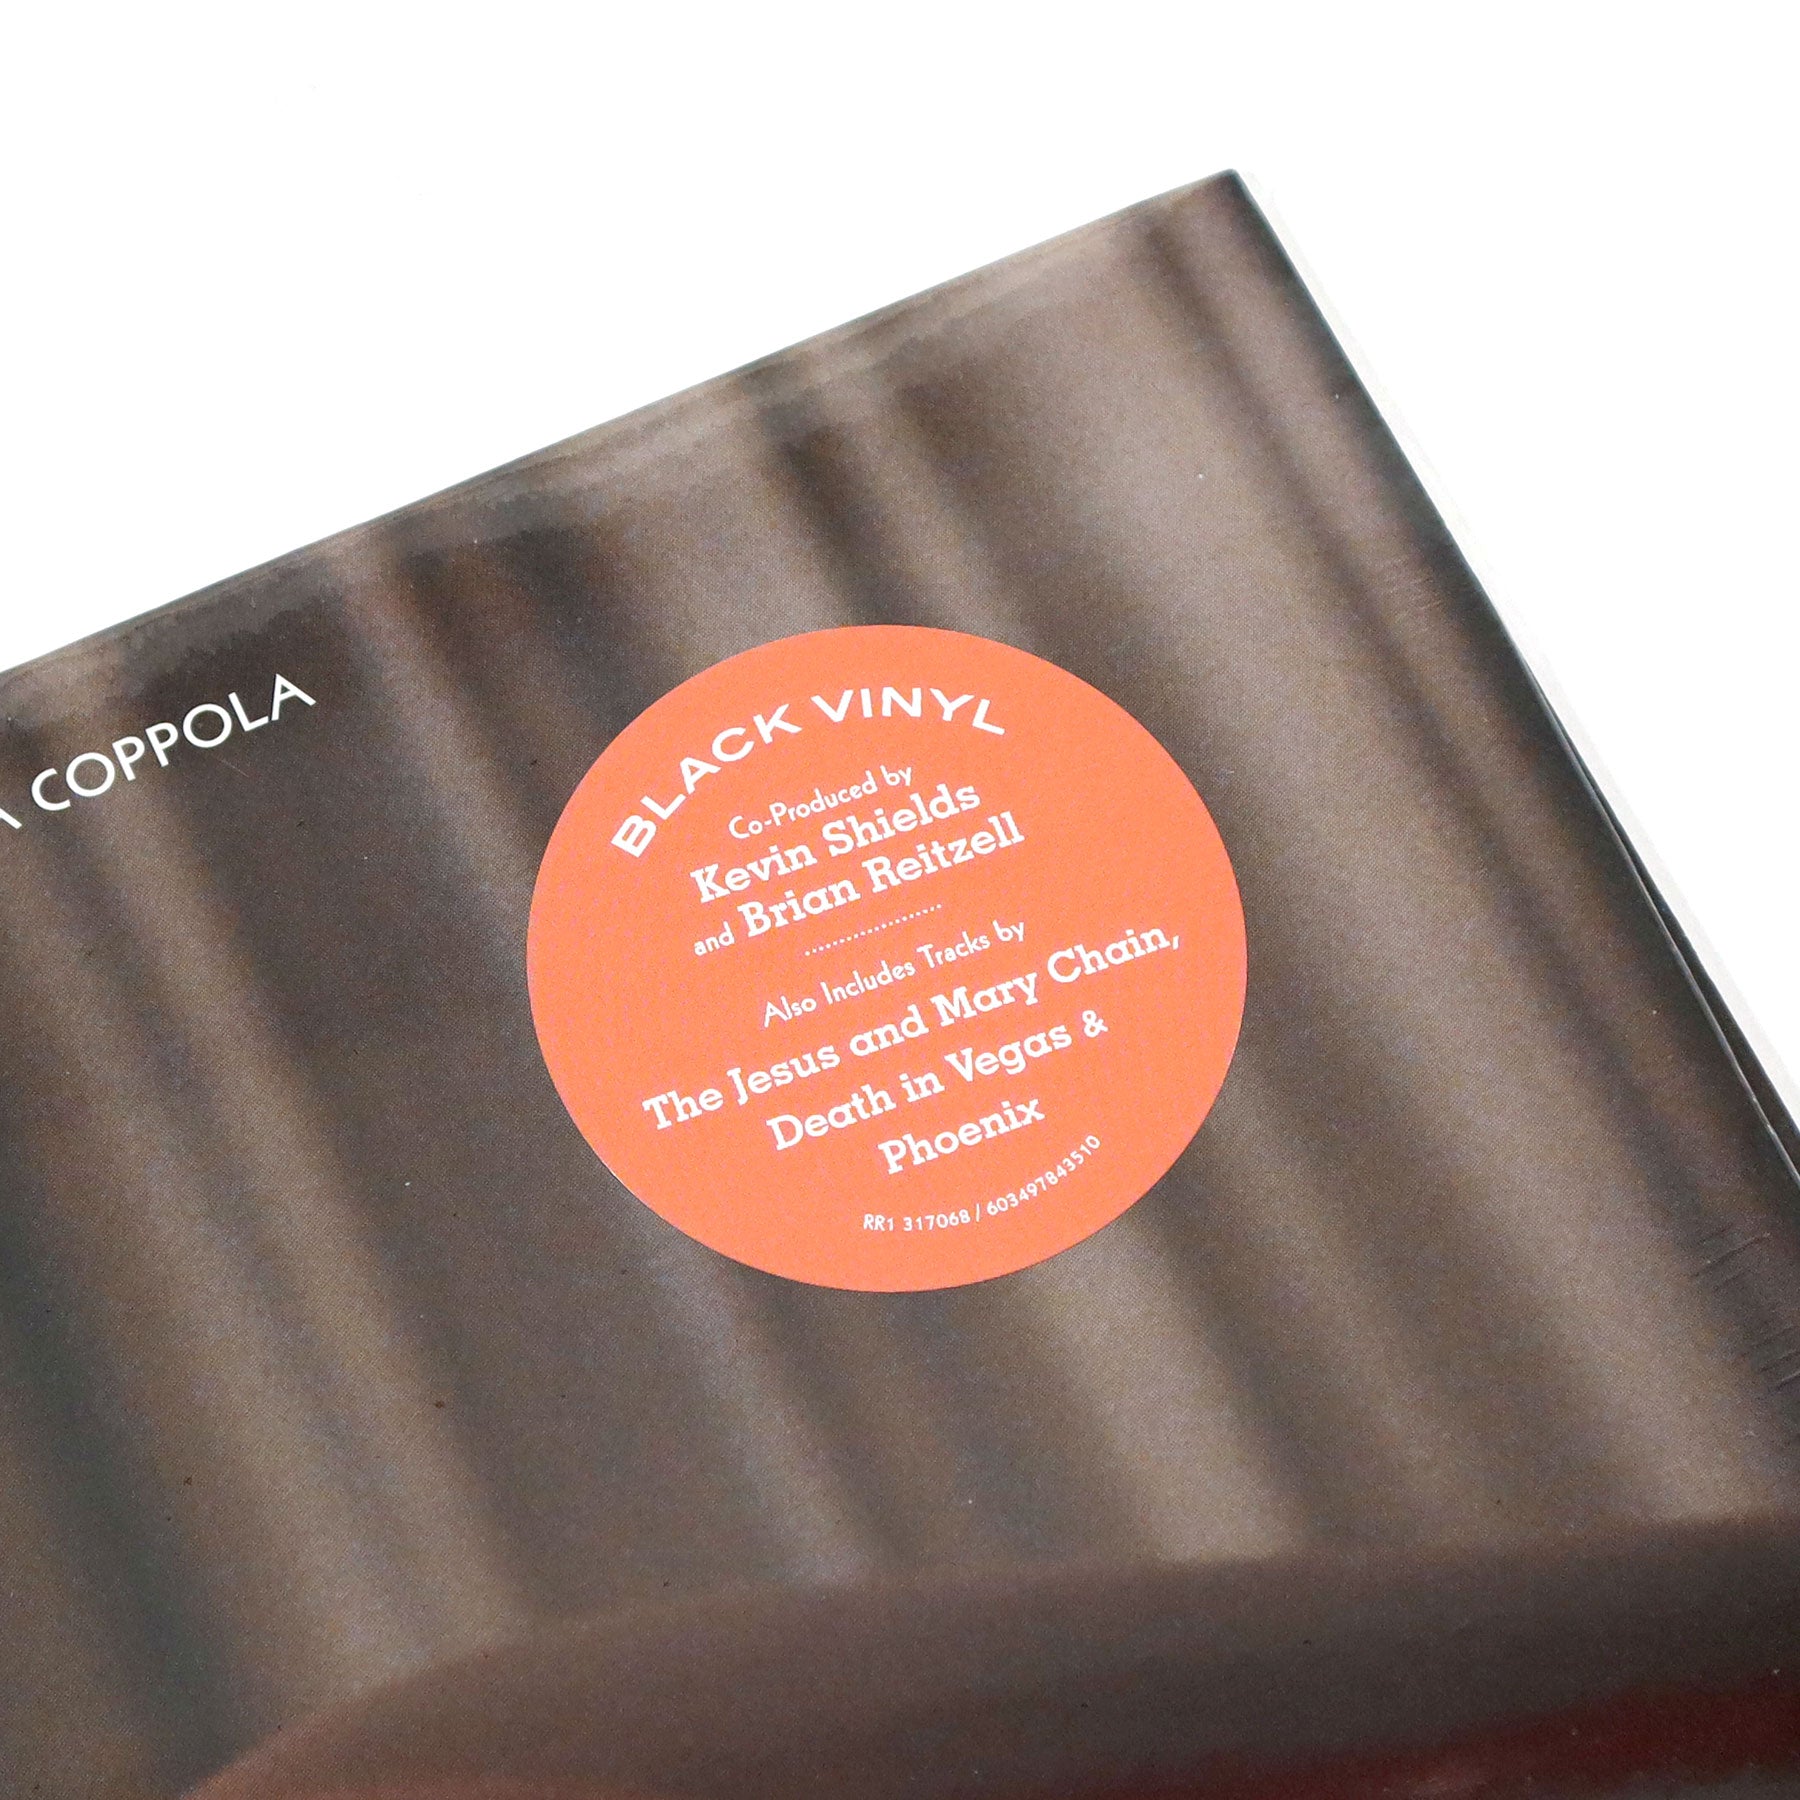 COPPOLA
BLACK VINYL
Co-Produced by
Kevin Shields
and Brian Reitzell
Also Includes Tracks by
The Jesus and Mary Chain,
Death in Vegas &
Phoenix
RR1 317068 / 603497843510